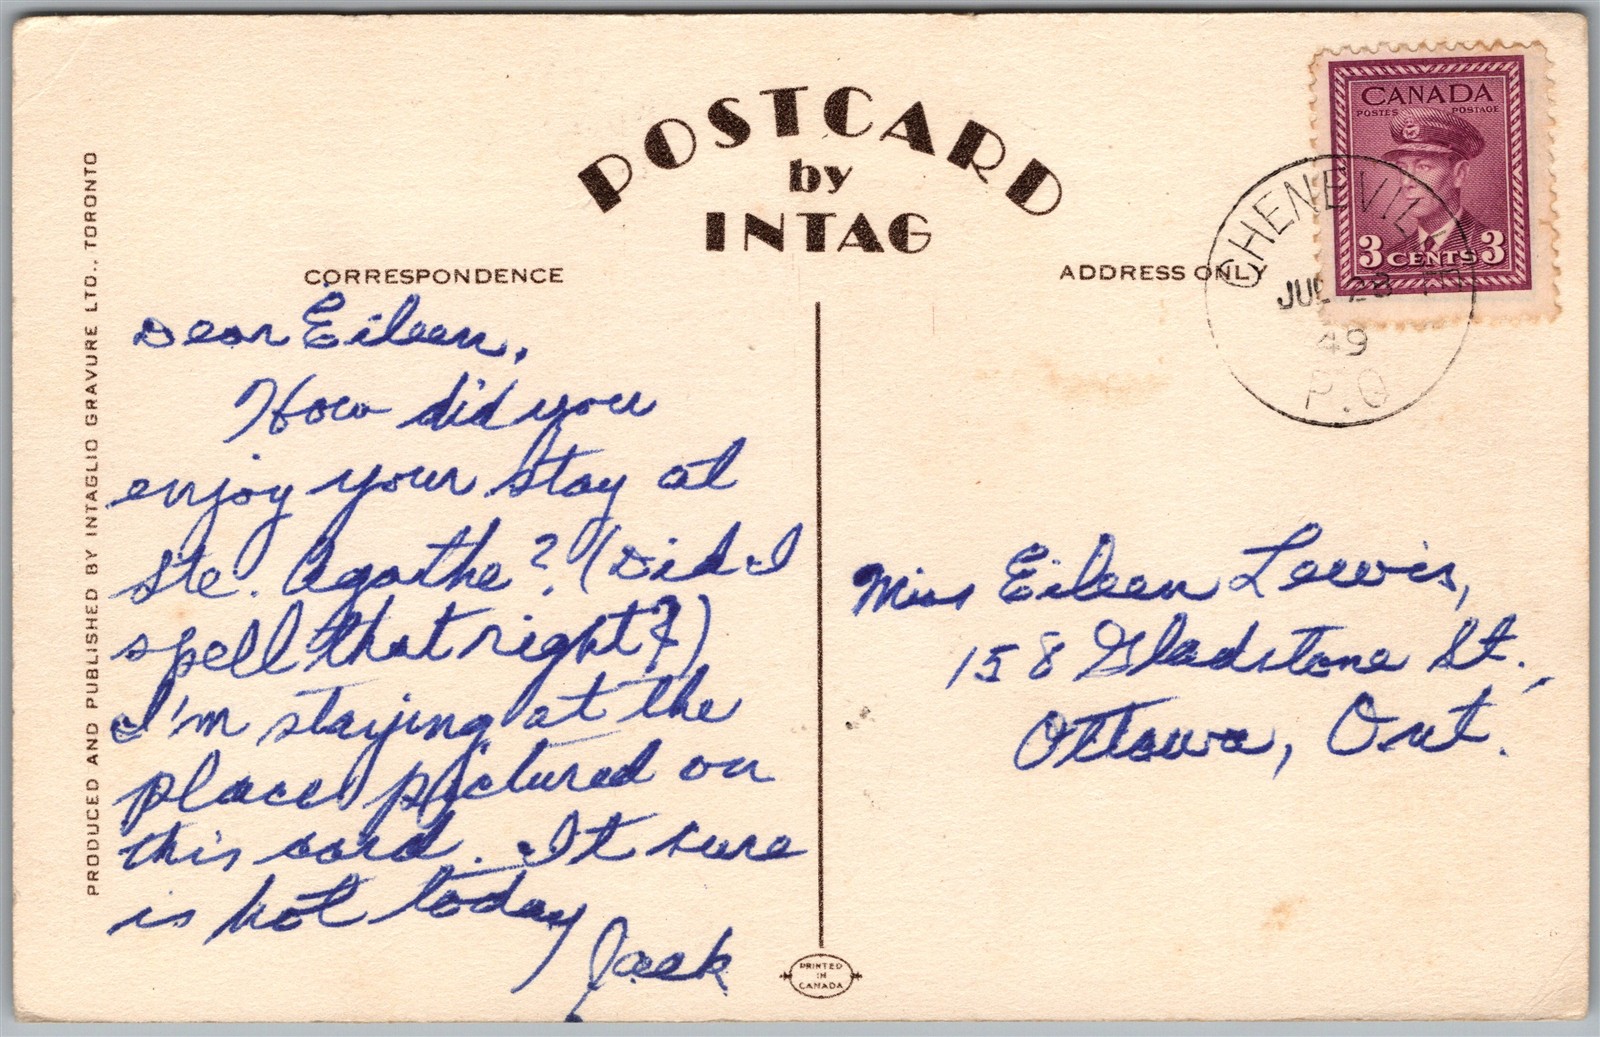 POSTCARD
by
INTAG
CORRESPONDENCE
ADDRESS ONLY
CANADA
POSTES POSTAGE
3 CENTS 3
CHENEVIL
JUL 28
49
P.Q
PRODUCED AND PUBLISHED BY INTAGLIO GRAVURE LTD., TORONTO
Dear Eileen,
How did you
enjoy your stay at
Ste. Agathe? (Did I
spell that right?)
I'm staying at the
place pictured on
this card. It sure
is hot today
Jack
Miss Eileen Lewis,
158 Gladstone St.,
Ottawa, Ont.
PRINTED
IN
CANADA